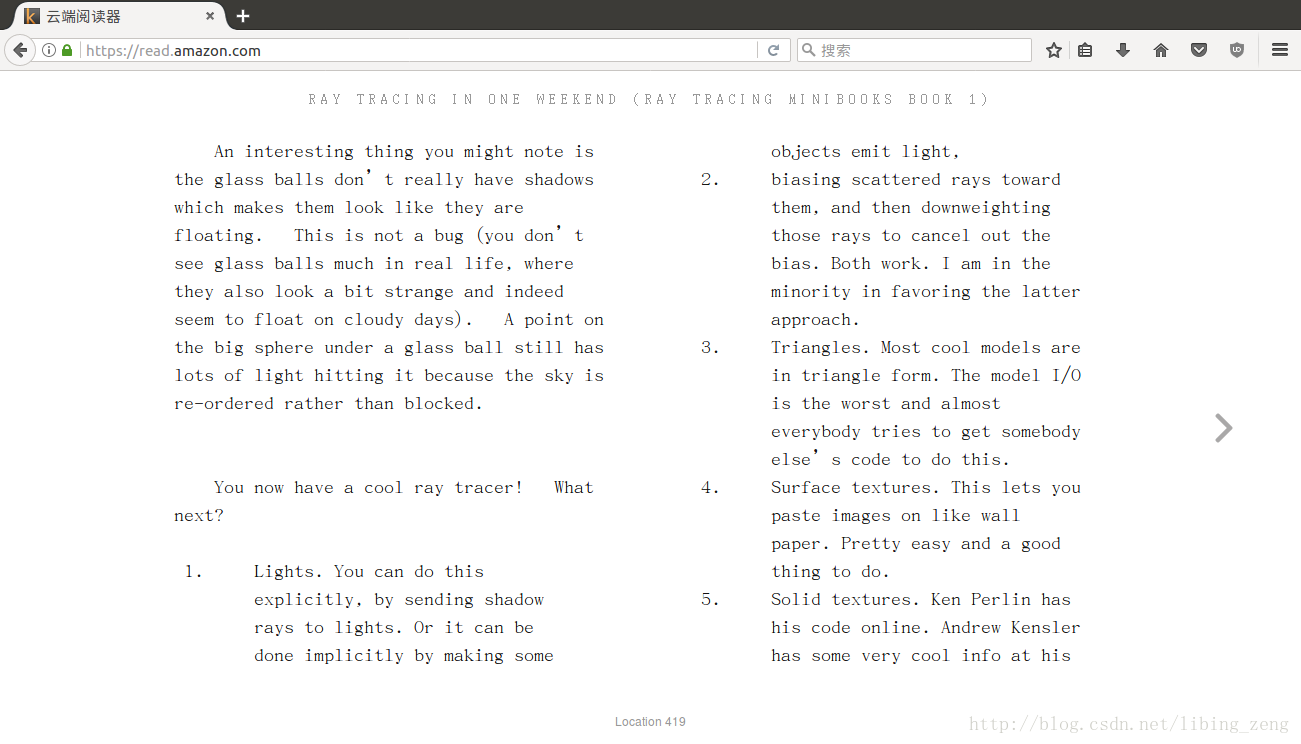 云端阅读器
https://read.amazon.com
搜索
RAY TRACING IN ONE WEEKEND (RAY TRACING MINIBOOKS BOOK 1)
An interesting thing you might note is
the glass balls don’t really have shadows
which makes them look like they are
floating. This is not a bug (you don’t
see glass balls much in real life, where
they also look a bit strange and indeed
seem to float on cloudy days). A point on
the big sphere under a glass ball still has
lots of light hitting it because the sky is
re-ordered rather than blocked.
You now have a cool ray tracer! What
next?
1. Lights. You can do this
explicitly, by sending shadow
rays to lights. Or it can be
done implicitly by making some
objects emit light,
2. biasing scattered rays toward
them, and then downweighting
those rays to cancel out the
bias. Both work. I am in the
minority in favoring the latter
approach.
3. Triangles. Most cool models are
in triangle form. The model I/O
is the worst and almost
everybody tries to get somebody
else’s code to do this.
4. Surface textures. This lets you
paste images on like wall
paper. Pretty easy and a good
thing to do.
5. Solid textures. Ken Perlin has
his code online. Andrew Kensler
has some very cool info at his
Location 419
http://blog.csdn.net/libing_zeng